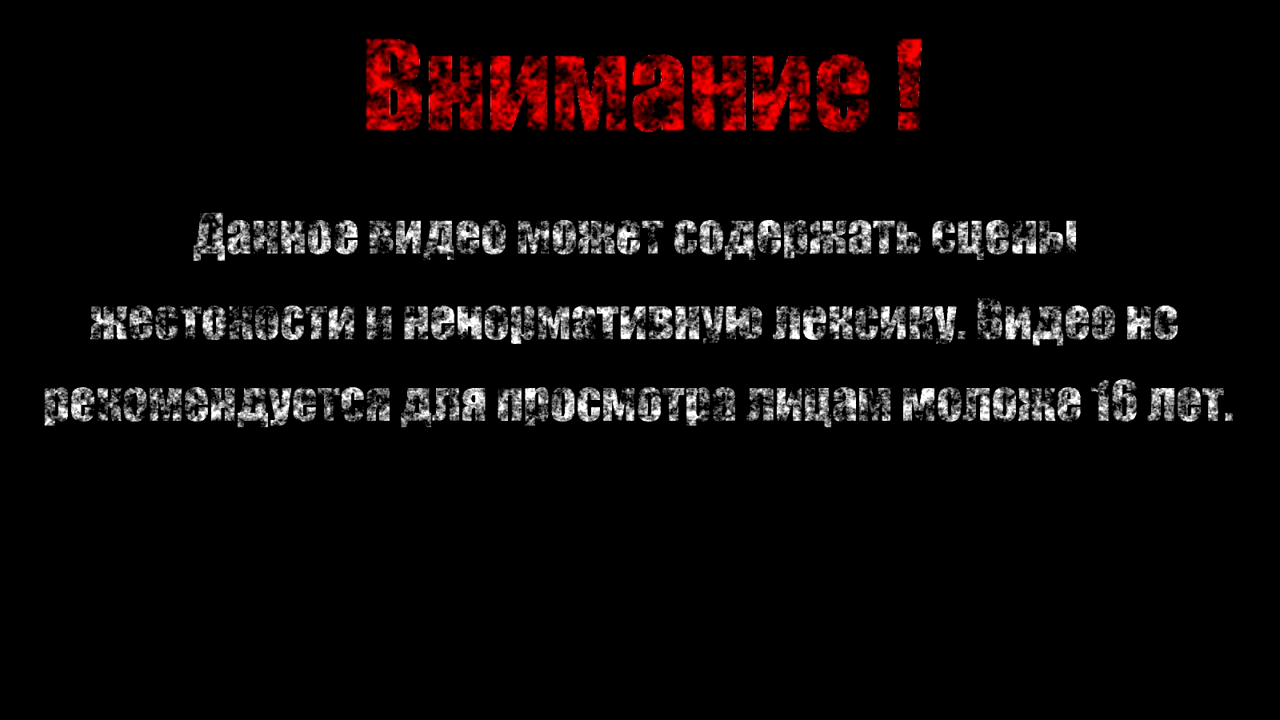 Внимание !
Данное видео может содержать сцены
жестокости и ненормативную лексику. Видео не
рекомендуется для просмотра лицам моложе 16 лет.